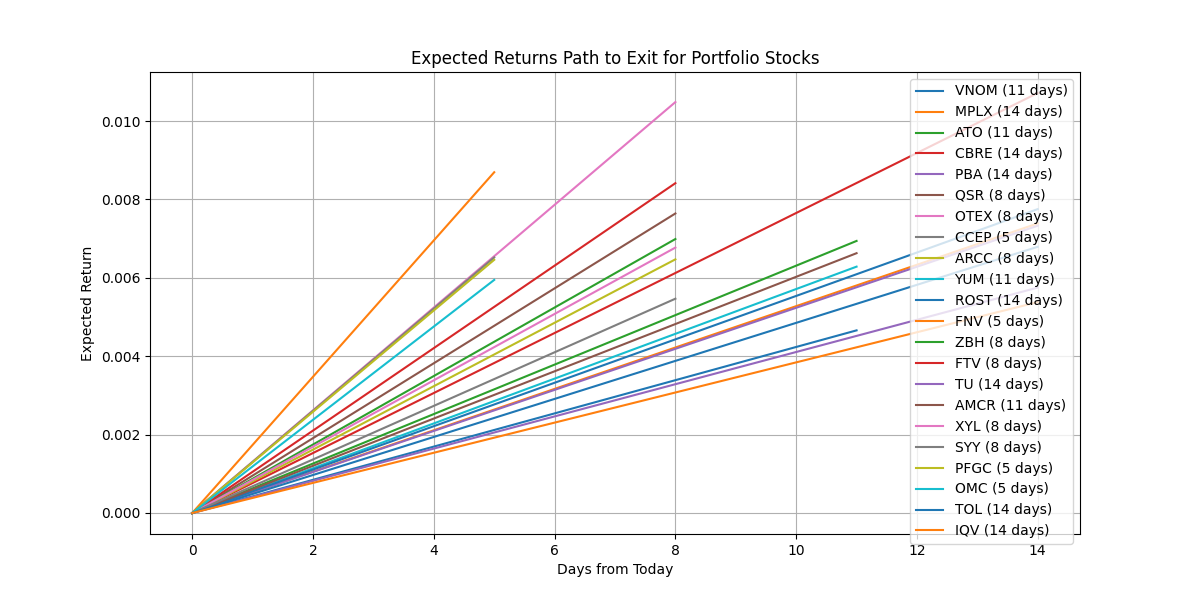 Expected Returns Path to Exit for Portfolio Stocks
Expected Return
0.010
0.008
0.006
0.004
0.002
0.000
VNOM (11 days)
MPLX (14 days)
ATO (11 days)
CBRE (14 days)
PBA (14 days)
QSR (8 days)
OTEX (8 days)
CCEP (5 days)
ARCC (8 days)
YUM (11 days)
ROST (14 days)
FNV (5 days)
ZBH (8 days)
FTV (8 days)
TU (14 days)
AMCR (11 days)
XYL (8 days)
SYY (8 days)
PFGC (5 days)
OMC (5 days)
TOL (14 days)
IQV (14 days)
0 2 4 6 8 10 12 14
Days from Today